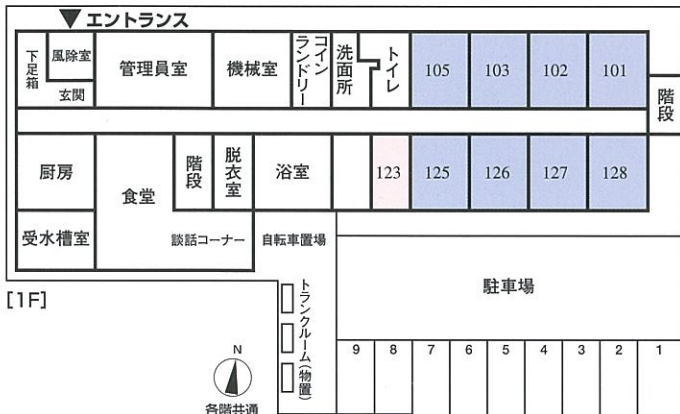 ▼エントランス
下足箱
風除室
玄関
管理員室
機械室
コインランドリー
洗面所
トイレ
105
103
102
101
階段
厨房
食堂
階段
脱衣室
浴室
123
125
126
127
128
受水槽室
談話コーナー
自転車置場
駐車場
[1F]
トランクルーム(物置)
9
8
7
6
5
4
3
2
1
N
各階共通